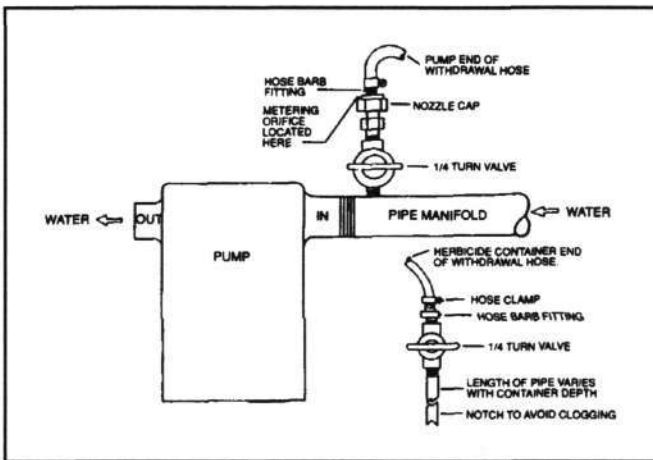 PUMP END OF
WITHDRAWAL HOSE
HOSE BARB
FITTING
METERING
ORIFICE
LOCATED
HERE
NOZZLE CAP
1/4 TURN VALVE
WATER
OUT
IN
PIPE MANIFOLD
WATER
PUMP
HERBICIDE CONTAINER END
OF WITHDRAWAL HOSE.
HOSE CLAMP
HOSE BARB FITTING
1/4 TURN VALVE
LENGTH OF PIPE VARIES
WITH CONTAINER DEPTH
NOTCH TO AVOID CLOGGING